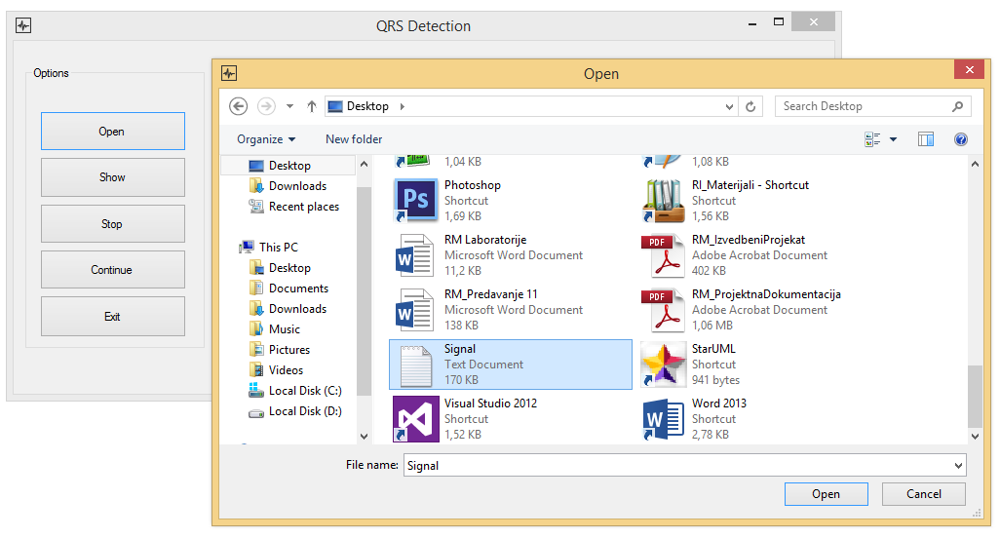 QRS Detection
Options
Open
Show
Stop
Continue
Exit
Open
Desktop
Search Desktop
Organize
New folder
Desktop
Downloads
Recent places
This PC
Desktop
Documents
Downloads
Music
Pictures
Videos
Local Disk (C:)
Local Disk (D:)
1,04 KB
1,08 KB
Ps
Photoshop
Shortcut
1,69 KB
RI_Materijali - Shortcut
Shortcut
1,56 KB
W
RM Laboratorije
Microsoft Word Document
11,2 KB
PDF
RM_IzvedbeniProjekat
Adobe Acrobat Document
402 KB
W
RM_Predavanje 11
Microsoft Word Document
138 KB
PDF
RM_ProjektnaDokumentacija
Adobe Acrobat Document
1,06 MB
Signal
Text Document
170 KB
StarUML
Shortcut
941 bytes
Visual Studio 2012
Shortcut
1,52 KB
W
Word 2013
Shortcut
2,78 KB
File name:
Signal
Open
Cancel